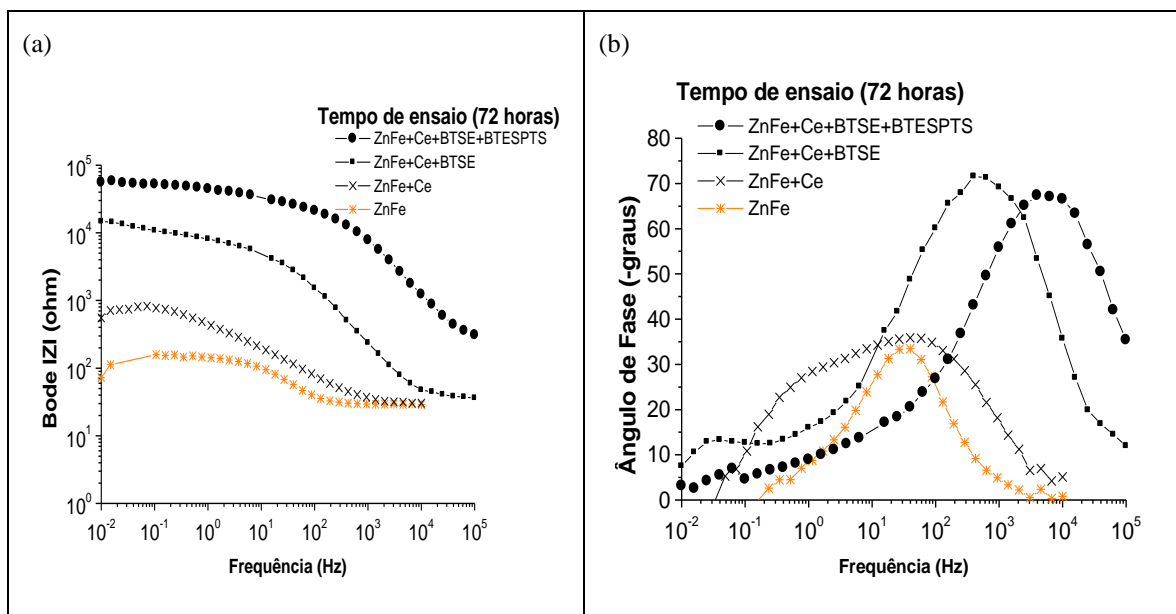 (a)
Tempo de ensaio (72 horas)
ZnFe+Ce+BTSE+BTESPTS
ZnFe+Ce+BTSE
ZnFe+Ce
ZnFe
10^5
10^4
10^3
10^2
10^1
10^0
Bode IZI (ohm)
10^-2 10^-1 10^0 10^1 10^2 10^3 10^4 10^5
Frequência (Hz)
(b)
Tempo de ensaio (72 horas)
ZnFe+Ce+BTSE+BTESPTS
ZnFe+Ce+BTSE
ZnFe+Ce
ZnFe
80
70
60
50
40
30
20
10
0
Ângulo de Fase (-graus)
10^-2 10^-1 10^0 10^1 10^2 10^3 10^4 10^5
Frequência (Hz)